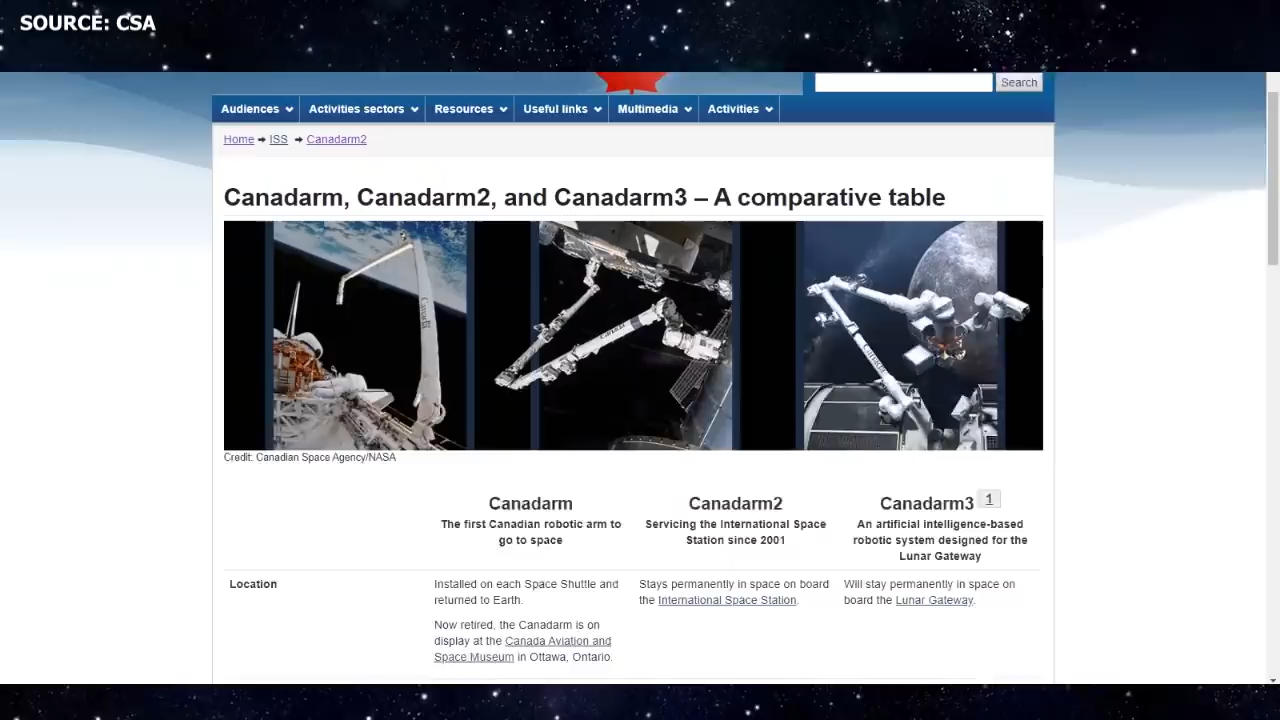 SOURCE: CSA
Search
Audiences Activities sectors Resources Useful links Multimedia Activities
Home ISS Canadarm2
Canadarm, Canadarm2, and Canadarm3 – A comparative table
Canada
Canada
Canada
Credit: Canadian Space Agency/NASA
Canadarm Canadarm2 Canadarm3 1
The first Canadian robotic arm to Servicing the International Space An artificial intelligence-based
go to space Station since 2001 robotic system designed for the
Lunar Gateway
Location Installed on each Space Shuttle and Stays permanently in space on board Will stay permanently in space on
returned to Earth. the International Space Station. board the Lunar Gateway.
Now retired, the Canadarm is on
display at the Canada Aviation and
Space Museum in Ottawa, Ontario.